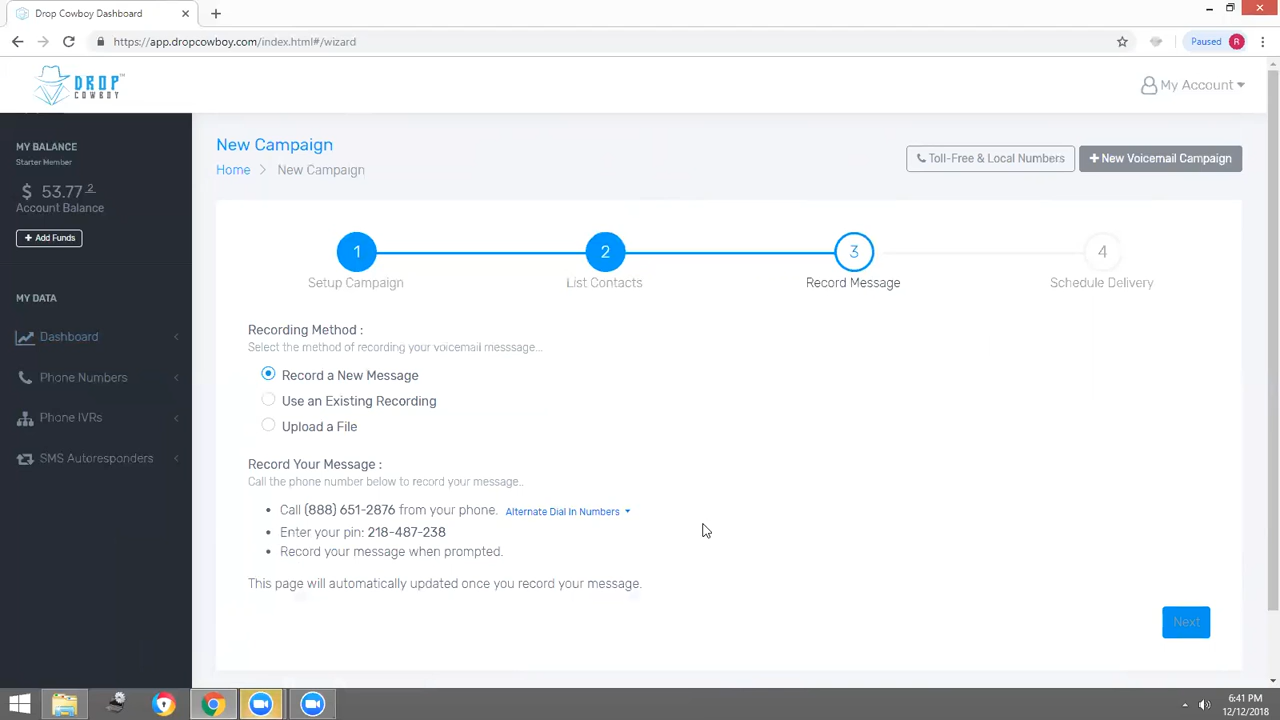 Drop Cowboy Dashboard
https://app.dropcowboy.com/index.html#/wizard
Paused R
DROP COWBOY
My Account
MY BALANCE
Starter Member
$ 53.77 2
Account Balance
+ Add Funds
MY DATA
Dashboard
Phone Numbers
Phone IVRs
SMS Autoresponders
New Campaign
Home > New Campaign
Toll-Free & Local Numbers
+ New Voicemail Campaign
1 2 3 4
Setup Campaign List Contacts Record Message Schedule Delivery
Recording Method :
Select the method of recording your voicemail messsage...
Record a New Message
Use an Existing Recording
Upload a File
Record Your Message :
Call the phone number below to record your message..
• Call (888) 651-2876 from your phone. Alternate Dial In Numbers
• Enter your pin: 218-487-238
• Record your message when prompted.
This page will automatically updated once you record your message.
Next
6:41 PM
12/12/2018